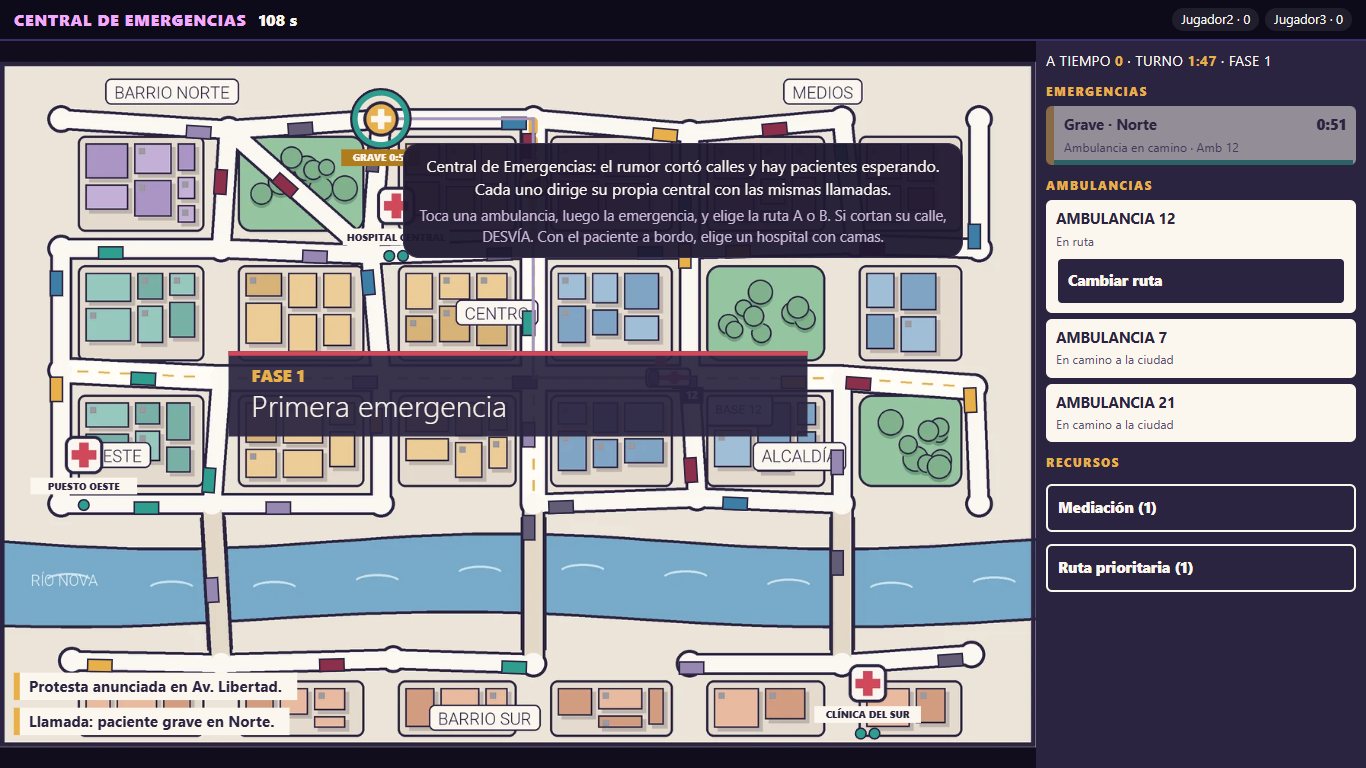 CENTRAL DE EMERGENCIAS 108 s
Jugador2 · 0
Jugador3 · 0
A TIEMPO 0 · TURNO 1:47 · FASE 1
EMERGENCIAS
Grave · Norte 0:51
Ambulancia en camino · Amb 12
AMBULANCIAS
AMBULANCIA 12
En ruta
Cambiar ruta
AMBULANCIA 7
En camino a la ciudad
AMBULANCIA 21
En camino a la ciudad
RECURSOS
Mediación (1)
Ruta prioritaria (1)
BARRIO NORTE
MEDIOS
GRAVE
Central de Emergencias: el rumor cortó calles y hay pacientes esperando.
Cada uno dirige su propia central con las mismas llamadas.
Toca una ambulancia, luego la emergencia, y elige la ruta A o B. Si cortan su calle,
DESVÍA. Con el paciente a bordo, elige un hospital con camas.
HOSPITAL CENTRAL
CENTRO
FASE 1
Primera emergencia
12
BASE 12
ESTE
ALCALDÍA
PUESTO OESTE
RÍO NOVA
Protesta anunciada en Av. Libertad.
Llamada: paciente grave en Norte.
BARRIO SUR
CLÍNICA DEL SUR